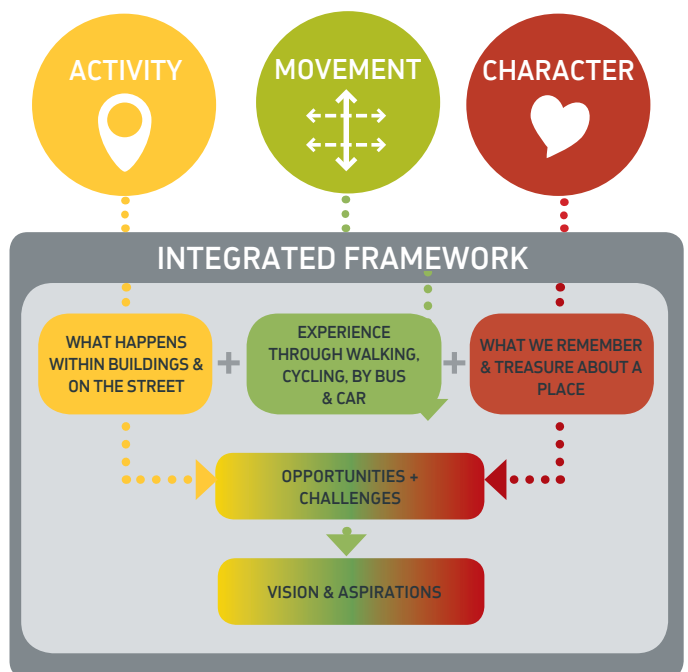 ACTIVITY
MOVEMENT
CHARACTER
INTEGRATED FRAMEWORK
WHAT HAPPENS
WITHIN BUILDINGS &
ON THE STREET
+
EXPERIENCE
THROUGH WALKING,
CYCLING, BY BUS
& CAR
+
WHAT WE REMEMBER
& TREASURE ABOUT A
PLACE
OPPORTUNITIES +
CHALLENGES
VISION & ASPIRATIONS